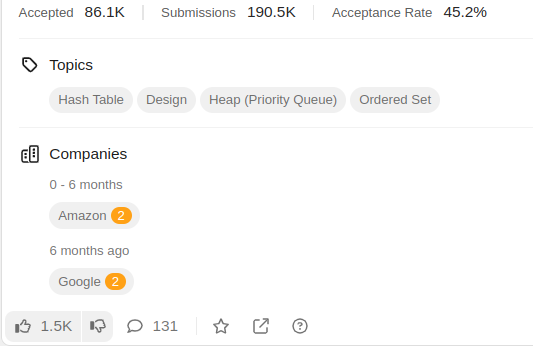 Accepted 86.1K Submissions 190.5K Acceptance Rate 45.2%
Topics
Hash Table Design Heap (Priority Queue) Ordered Set
Companies
0 - 6 months
Amazon 2
6 months ago
Google 2
1.5K 131